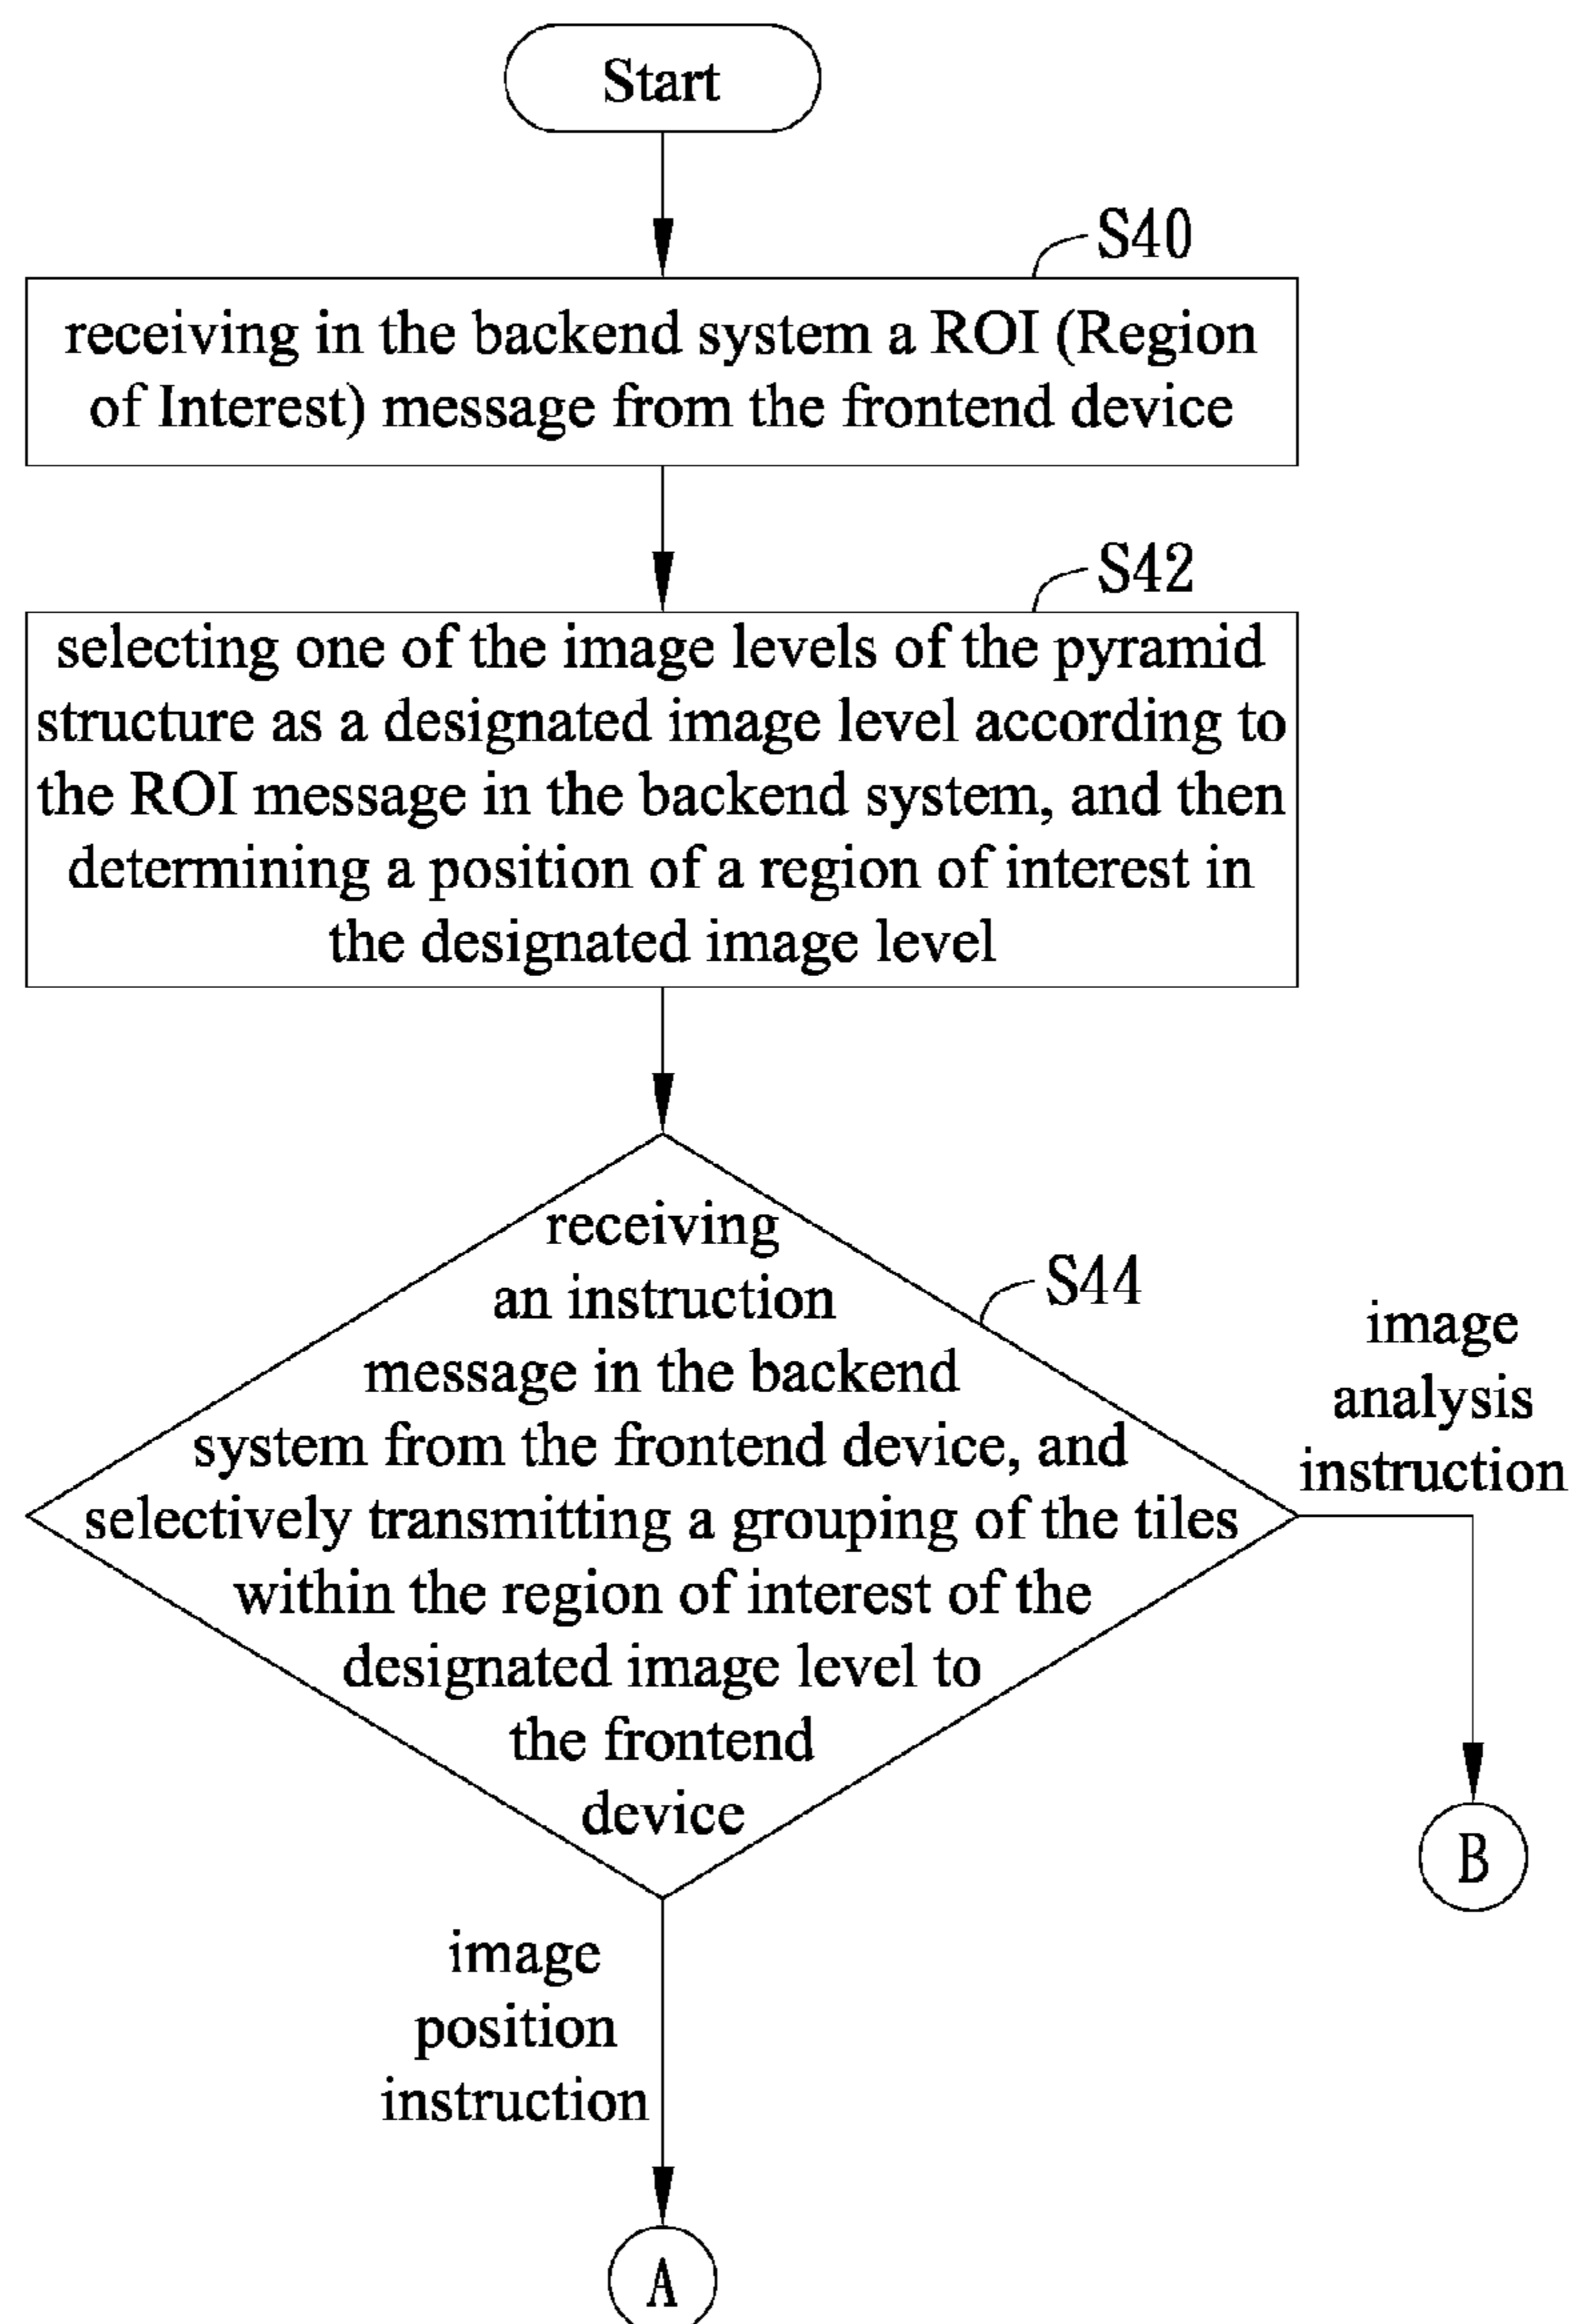 Start
S40
receiving in the backend system a ROI (Region
of Interest) message from the frontend device
S42
selecting one of the image levels of the pyramid
structure as a designated image level according to
the ROI message in the backend system, and then
determining a position of a region of interest in
the designated image level
receiving
an instruction
message in the backend
system from the frontend device, and
selectively transmitting a grouping of the tiles
within the region of interest of the
designated image level to
the frontend
device
S44
image
analysis
instruction
B
image
position
instruction
A